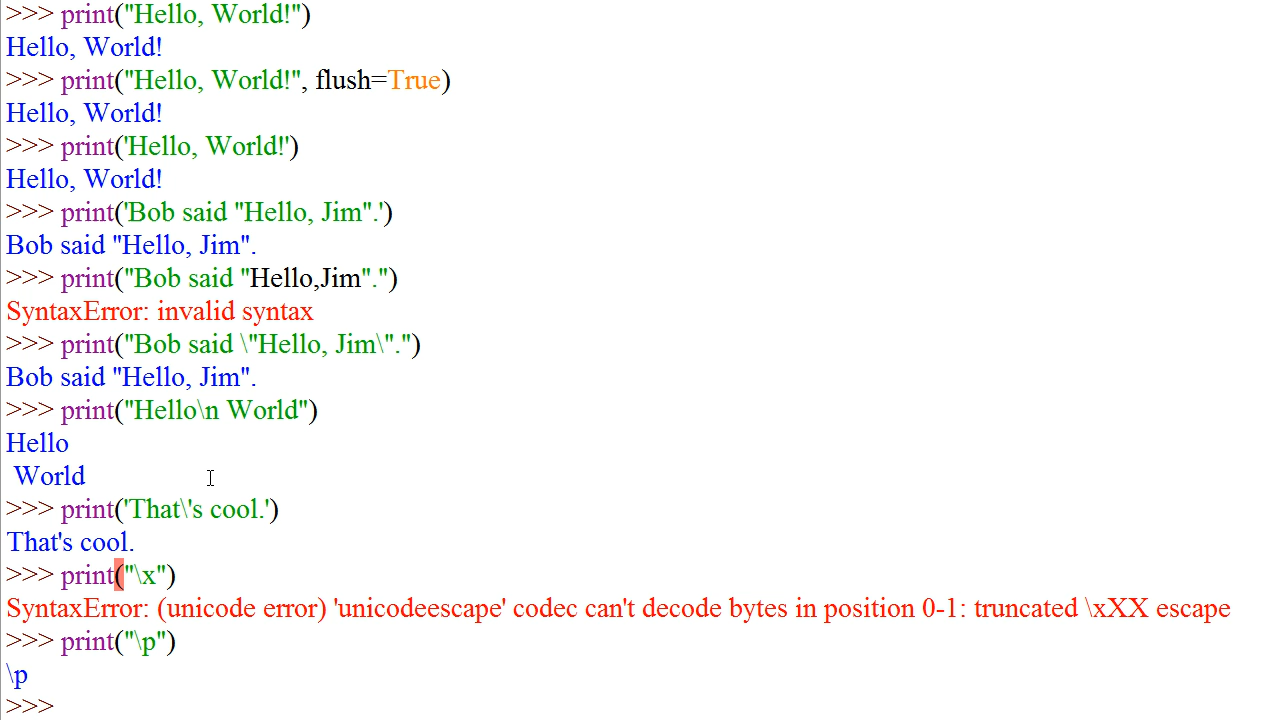 >>> print("Hello, World!")
Hello, World!
>>> print("Hello, World!", flush=True)
Hello, World!
>>> print('Hello, World!')
Hello, World!
>>> print('Bob said "Hello, Jim".')
Bob said "Hello, Jim".
>>> print("Bob said "Hello,Jim".")
SyntaxError: invalid syntax
>>> print("Bob said \"Hello, Jim\".")
Bob said "Hello, Jim".
>>> print("Hello\n World")
Hello
 World
>>> print('That\'s cool.')
That's cool.
>>> print("\x")
SyntaxError: (unicode error) 'unicodeescape' codec can't decode bytes in position 0-1: truncated \xXX escape
>>> print("\p")
\p
>>>